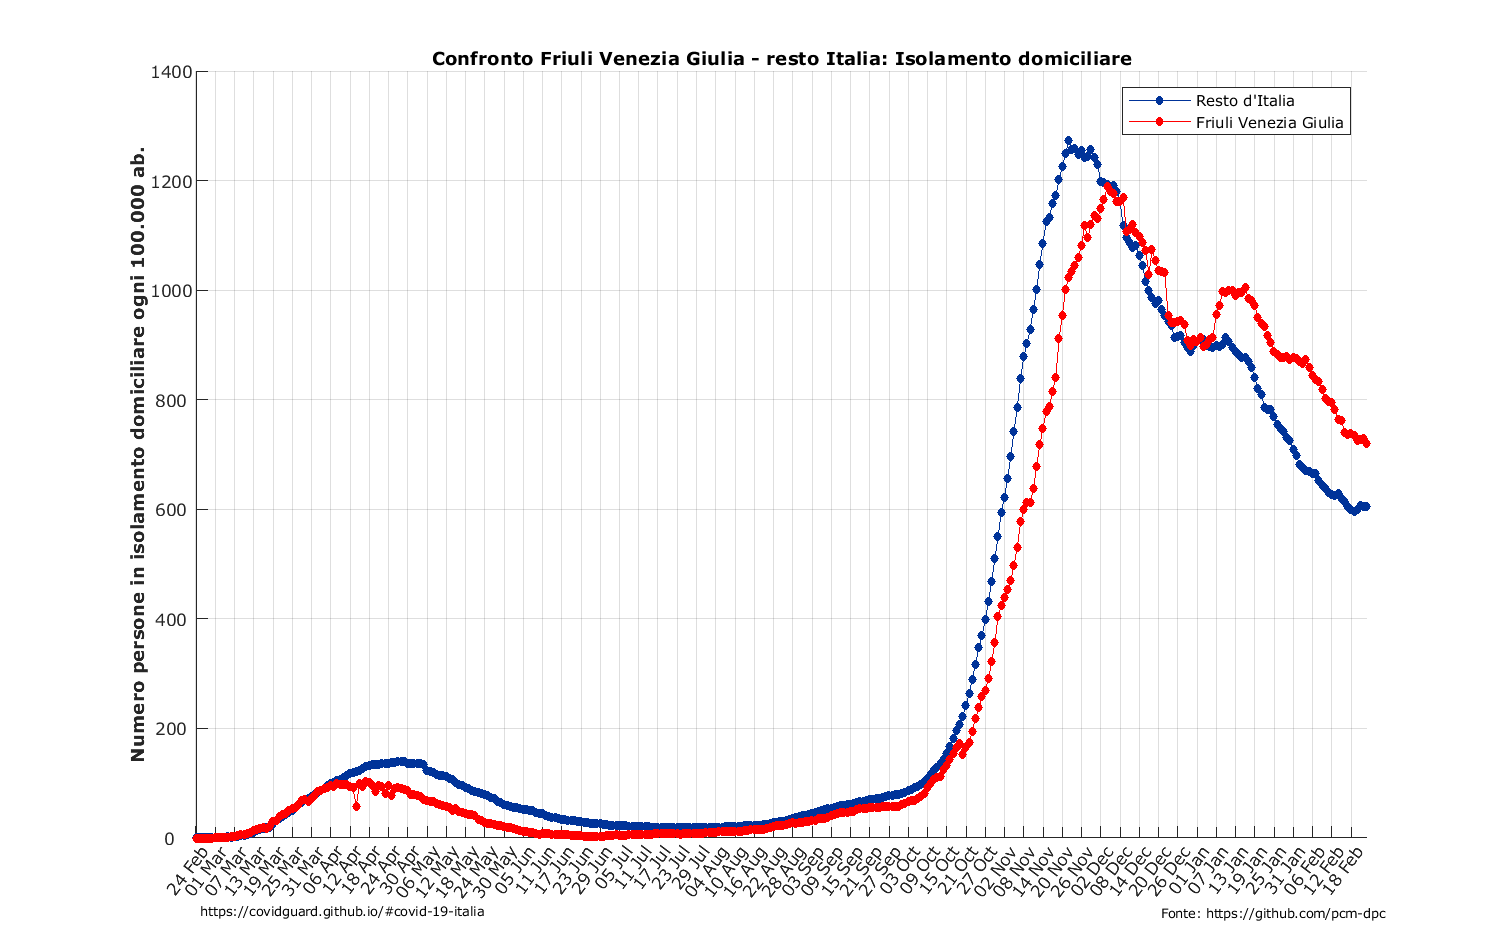 Confronto Friuli Venezia Giulia - resto Italia: Isolamento domiciliare
Resto d'Italia
Friuli Venezia Giulia
Numero persone in isolamento domiciliare ogni 100.000 ab.
1400
1200
1000
800
600
400
200
0
24 Feb
01 Mar
07 Mar
13 Mar
19 Mar
25 Mar
31 Mar
06 Apr
12 Apr
18 Apr
24 Apr
30 Apr
06 May
12 May
18 May
24 May
30 May
05 Jun
11 Jun
17 Jun
23 Jun
29 Jun
05 Jul
11 Jul
17 Jul
23 Jul
29 Jul
04 Aug
10 Aug
16 Aug
22 Aug
28 Aug
03 Sep
09 Sep
15 Sep
21 Sep
27 Sep
03 Oct
09 Oct
15 Oct
21 Oct
27 Oct
02 Nov
08 Nov
14 Nov
20 Nov
26 Nov
02 Dec
08 Dec
14 Dec
20 Dec
26 Dec
01 Jan
07 Jan
13 Jan
19 Jan
25 Jan
31 Jan
06 Feb
12 Feb
18 Feb
https://covidguard.github.io/#covid-19-italia
Fonte: https://github.com/pcm-dpc